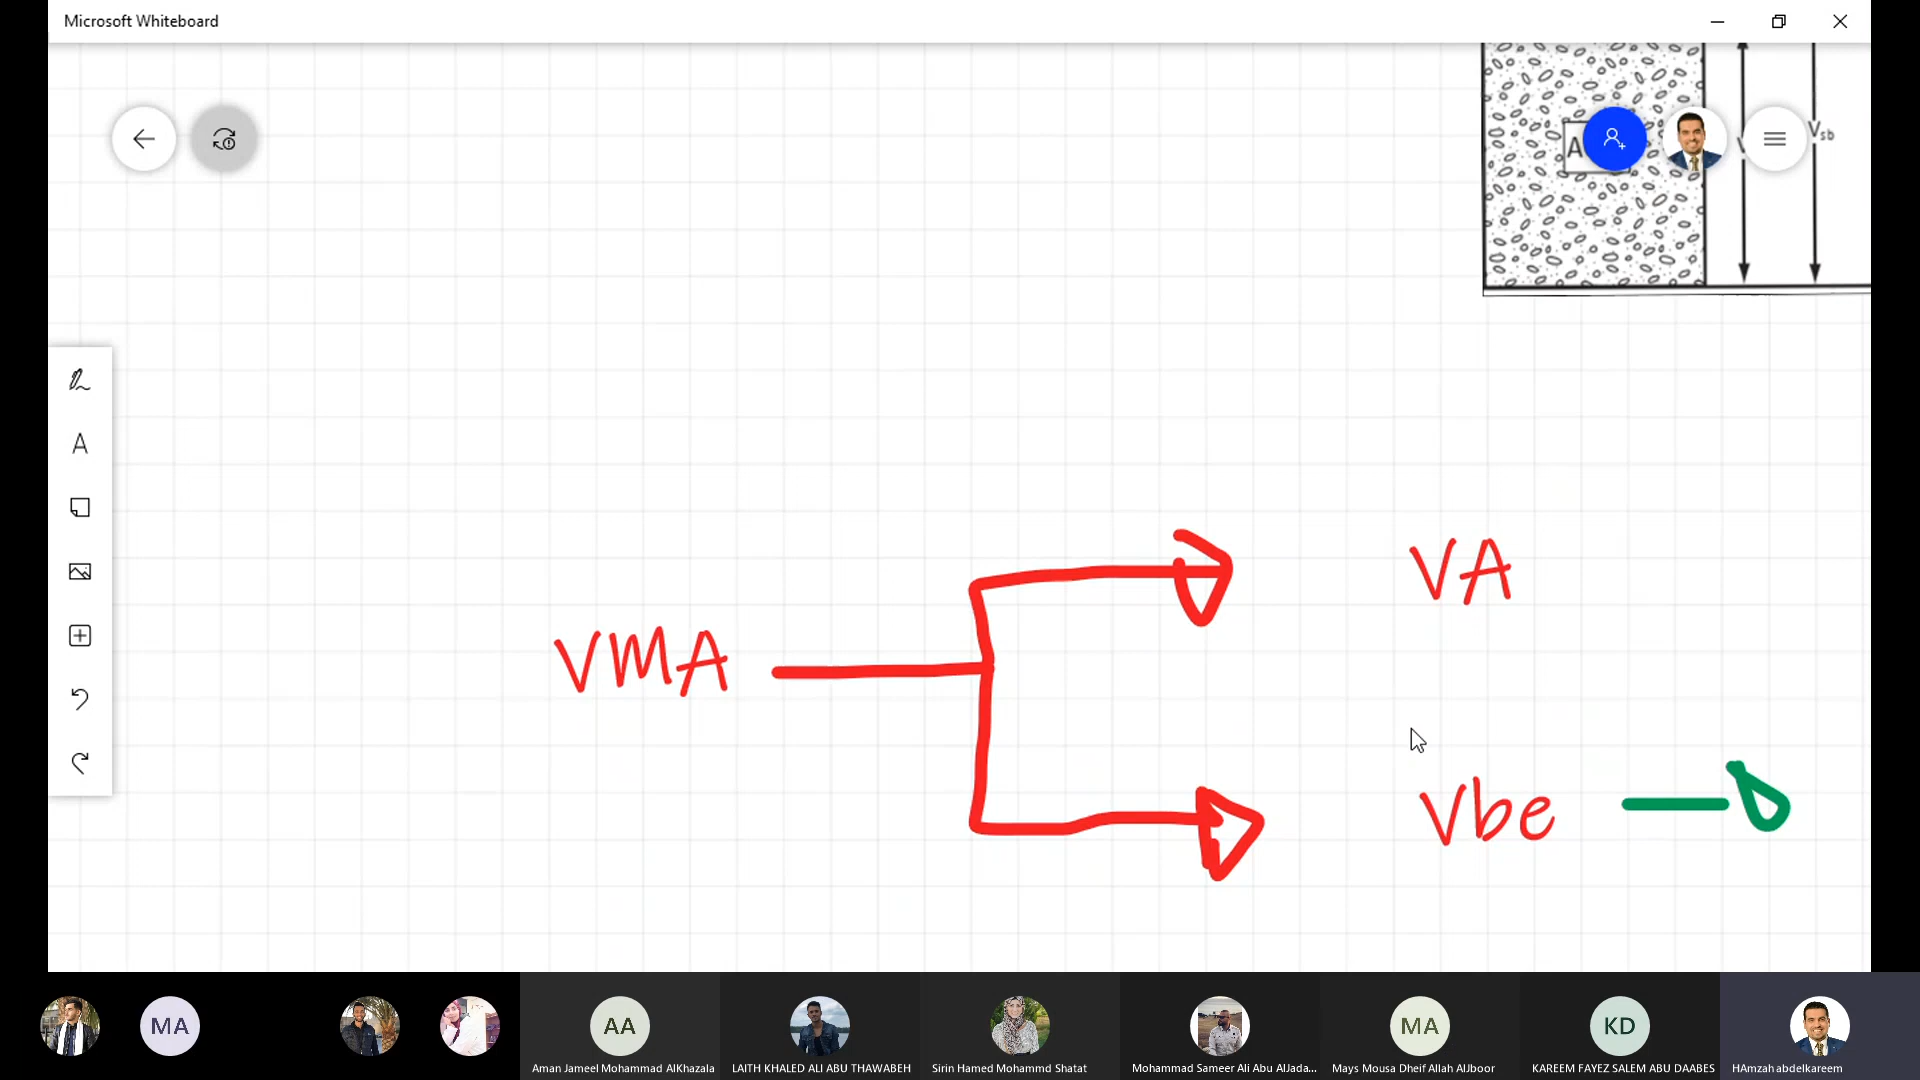 Microsoft Whiteboard
A
Vsb
A
VA
VMA
Vbe
MA
AA
MA
KD
Aman Jameel Mohammad AlKhazala
LAITH KHALED ALI ABU THAWABEH
Sirin Hamed Mohammd Shatat
Mohammad Sameer Ali Abu AlJada...
Mays Mousa Dheif Allah AlJboor
KAREEM FAYEZ SALEM ABU DAABES
HAmzah abdelkareem